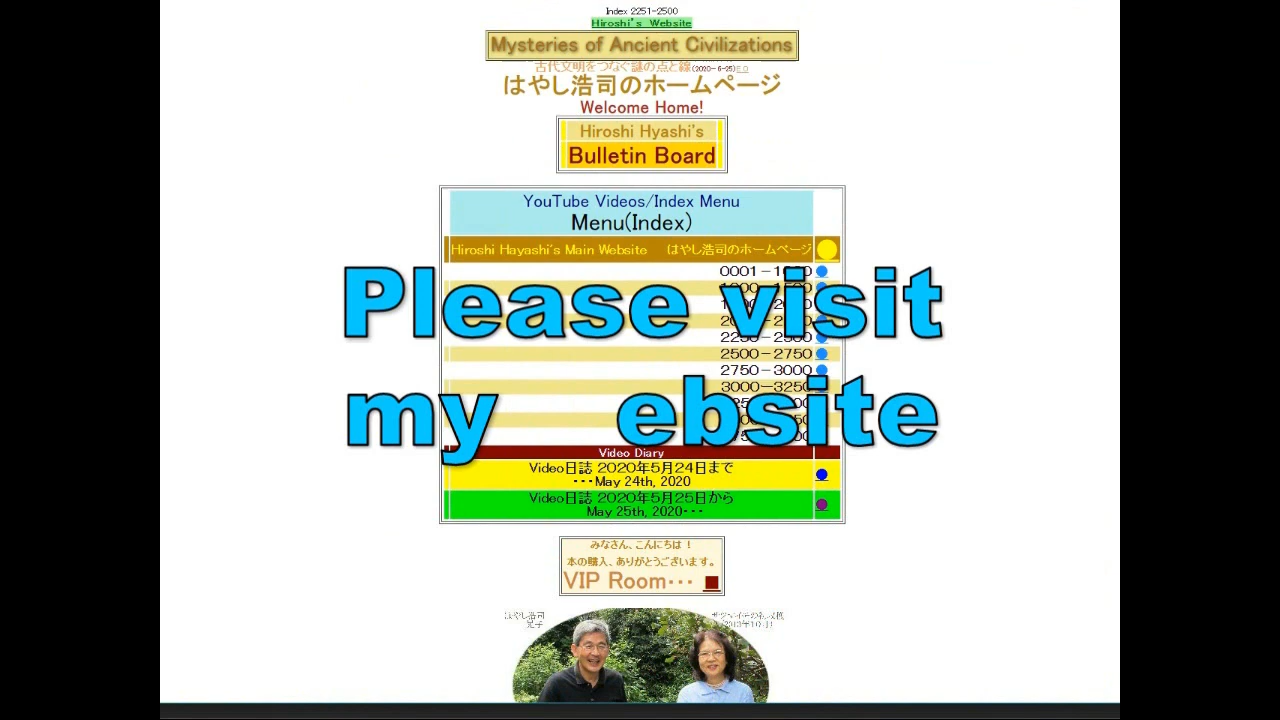 Index 2251-2500
Hiroshi's Website
Mysteries of Ancient Civilizations
古代文明をつなぐ謎の点と線(2020-6-25)
はやし浩司のホームページ
Welcome Home!
Hiroshi Hyashi's
Bulletin Board
YouTube Videos/Index Menu
Menu(Index)
Hiroshi Hayashi's Main Website はやし浩司のホームページ
0001-1
Please visit
2500-2750
2750-3000
3000-3250
my ebsite
Video Diary
Video日誌 2020年5月24日まで
・・・May 24th, 2020
Video日誌 2020年5月25日から
May 25th, 2020・・・
みなさん、こんにちは!
本の購入、ありがとうございます。
VIP Room・・・
はやし浩司